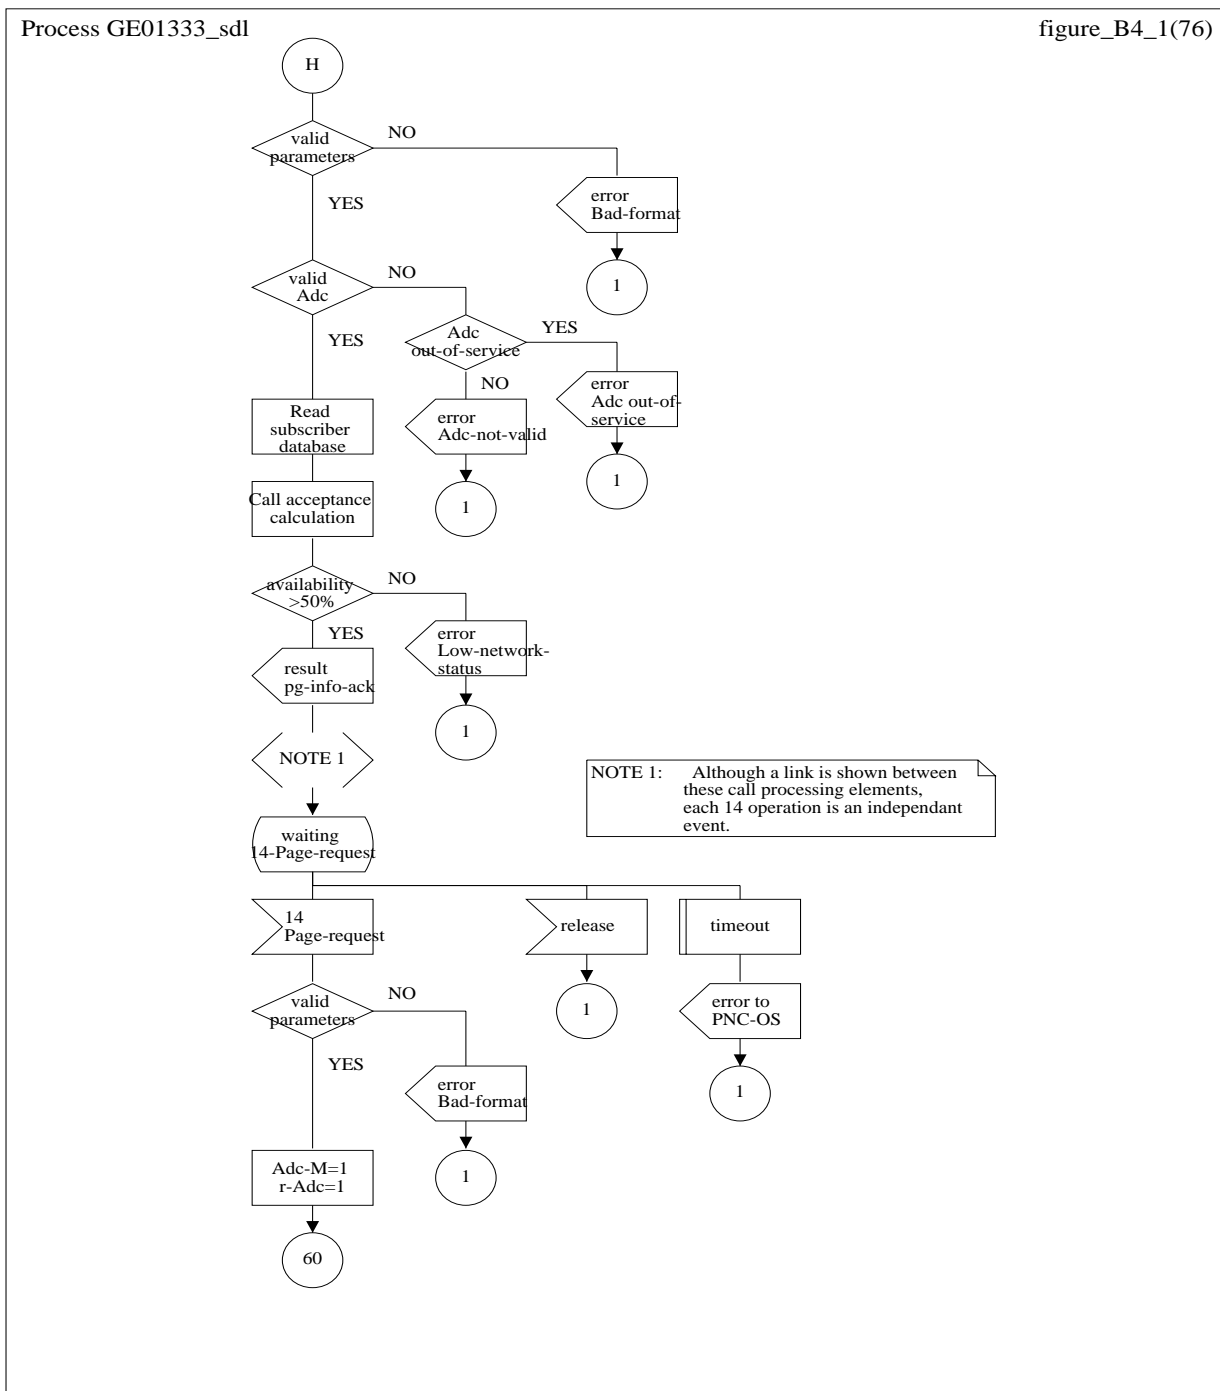 Process GE01333_sdl
figure_B4_1(76)
H
valid
parameters
NO
YES
error
Bad-format
1
valid
Adc
NO
YES
Adc
out-of-service
YES
NO
error
Adc out-of-
service
1
error
Adc-not-valid
1
Read
subscriber
database
Call acceptance
calculation
availability
>50%
NO
YES
error
Low-network-
status
1
result
pg-info-ack
NOTE 1
NOTE 1: Although a link is shown between
these call processing elements,
each 14 operation is an independant
event.
waiting
14-Page-request
14
Page-request
release
timeout
valid
parameters
NO
YES
1
error to
PNC-OS
1
error
Bad-format
1
Adc-M=1
r-Adc=1
60